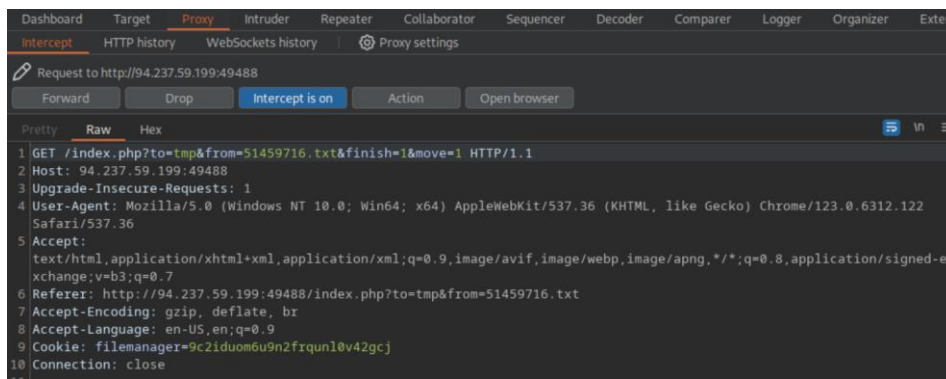 Dashboard Target Proxy Intruder Repeater Collaborator Sequencer Decoder Comparer Logger Organizer Exte
Intercept HTTP history WebSockets history Proxy settings
Request to http://94.237.59.199:49488
Forward Drop Intercept is on Action Open browser
Pretty Raw Hex \n
1 GET /index.php?to=tmp&from=51459716.txt&finish=1&move=1 HTTP/1.1
2 Host: 94.237.59.199:49488
3 Upgrade-Insecure-Requests: 1
4 User-Agent: Mozilla/5.0 (Windows NT 10.0; Win64; x64) AppleWebKit/537.36 (KHTML, like Gecko) Chrome/123.0.6312.122
Safari/537.36
5 Accept:
text/html,application/xhtml+xml,application/xml;q=0.9,image/avif,image/webp,image/apng,*/*;q=0.8,application/signed-e
xchange;v=b3;q=0.7
6 Referer: http://94.237.59.199:49488/index.php?to=tmp&from=51459716.txt
7 Accept-Encoding: gzip, deflate, br
8 Accept-Language: en-US,en;q=0.9
9 Cookie: filemanager=9c2iduom6u9n2frqunl0v42gcj
10 Connection: close